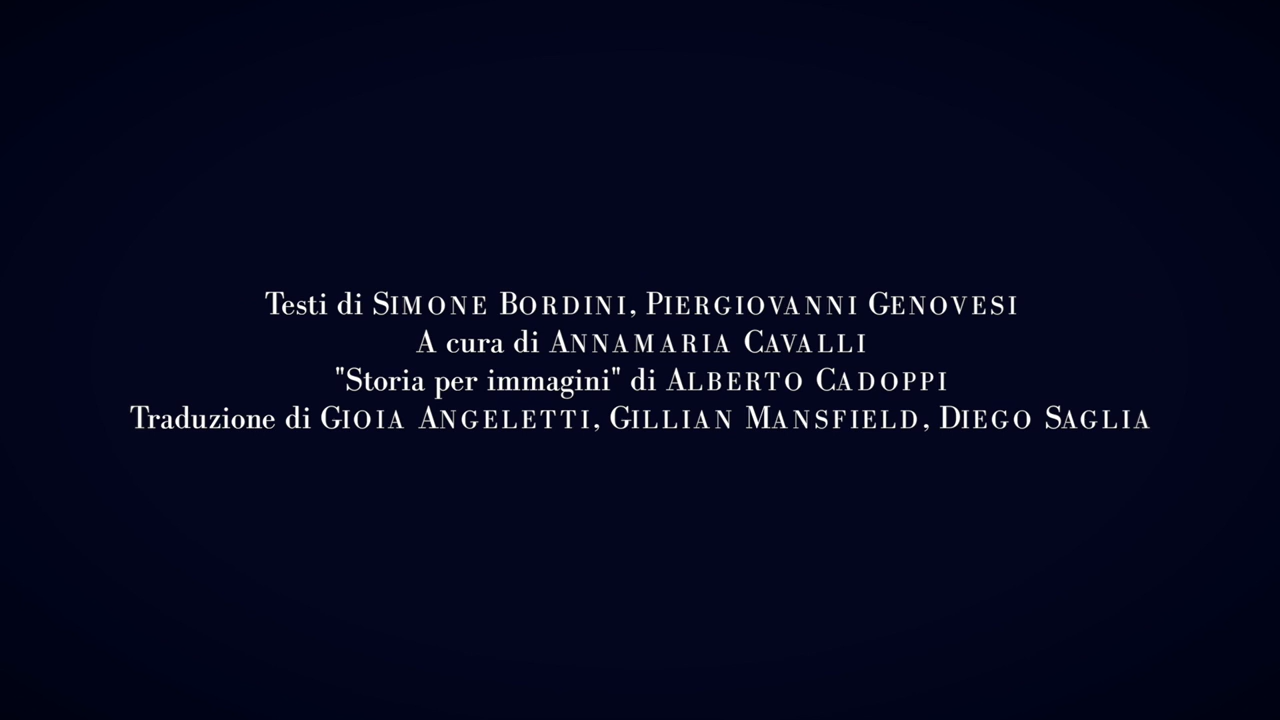 Testi di SIMONE BORDINI, PIERGIOVANNI GENOVESI
A cura di ANNAMARIA CAVALLI
"Storia per immagini" di ALBERTO CADOPPI
Traduzione di GIOIA ANGELETTI, GILLIAN MANSFIELD, DIEGO SAGLIA